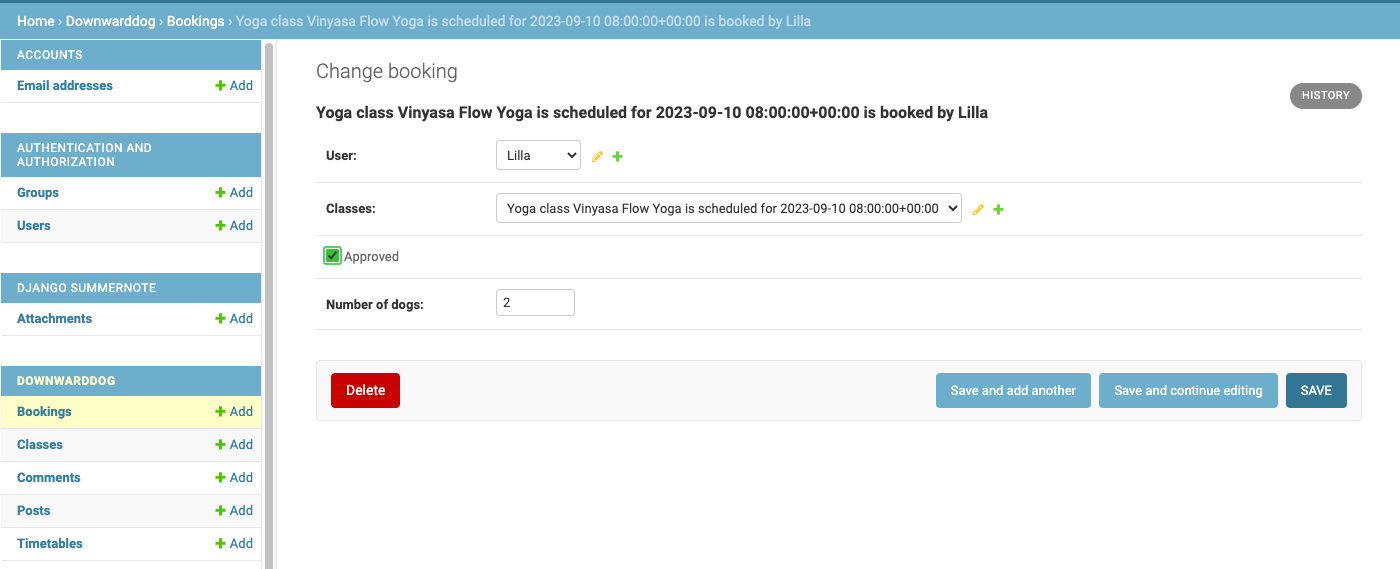 Home › Downwarddog › Bookings › Yoga class Vinyasa Flow Yoga is scheduled for 2023-09-10 08:00:00+00:00 is booked by Lilla
ACCOUNTS
Email addresses + Add
AUTHENTICATION AND
AUTHORIZATION
Groups + Add
Users + Add
DJANGO SUMMERNOTE
Attachments + Add
DOWNWARDDOG
Bookings + Add
Classes + Add
Comments + Add
Posts + Add
Timetables + Add
Change booking
HISTORY
Yoga class Vinyasa Flow Yoga is scheduled for 2023-09-10 08:00:00+00:00 is booked by Lilla
User: Lilla
Classes: Yoga class Vinyasa Flow Yoga is scheduled for 2023-09-10 08:00:00+00:00
Approved
Number of dogs: 2
Delete Save and add another Save and continue editing SAVE